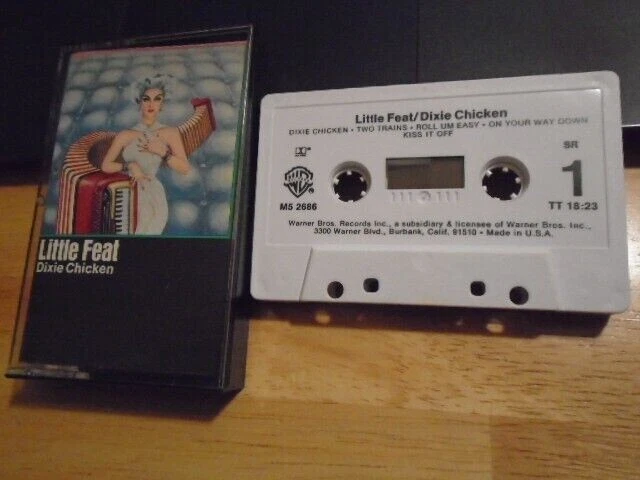 Little Feat
Dixie Chicken
Little Feat/Dixie Chicken
DIXIE CHICKEN • TWO TRAINS • ROLL UM EASY • ON YOUR WAY DOWN
KISS IT OFF
SR
1
M5 2686
TT 18:23
Warner Bros. Records Inc., a subsidiary & licensee of Warner Bros. Inc.,
3300 Warner Blvd., Burbank, Calif. 91510 • Made in U.S.A.